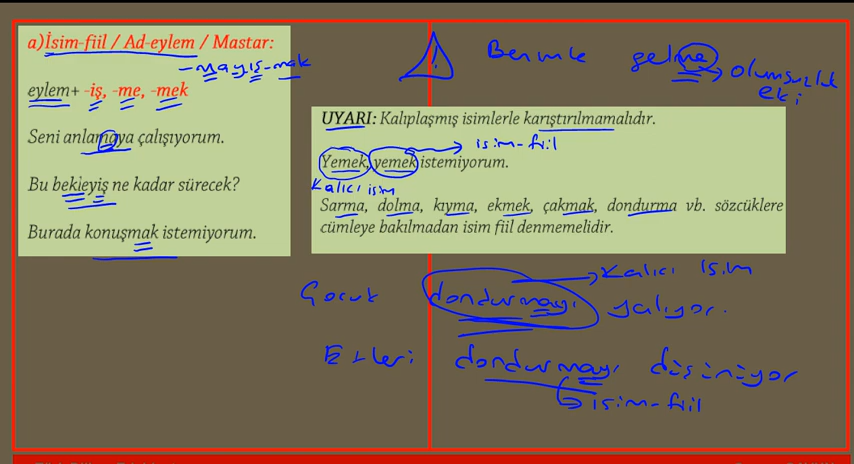 a)İsim-fiil / Ad-eylem / Mastar:
-mayış-mak
eylem+ -iş, -me, -mek
Seni anlamaya çalışıyorum.
Bu bekleyiş ne kadar sürecek?
Burada konuşmak istemiyorum.
! Benimle gelme → olumsuzluk
eki
UYARI: Kalıplaşmış isimlerle karıştırılmamalıdır.
isim-fiil
Yemek, yemek istemiyorum.
Kalıcı isim
Sarma, dolma, kıyma, ekmek, çakmak, dondurma vb. sözcüklere
cümleye bakılmadan isim fiil denmemelidir.
Kalıcı isim
Çocuk dondurmayı yalıyor.
Etleri dondurmayı düşünüyor
isim-fiil